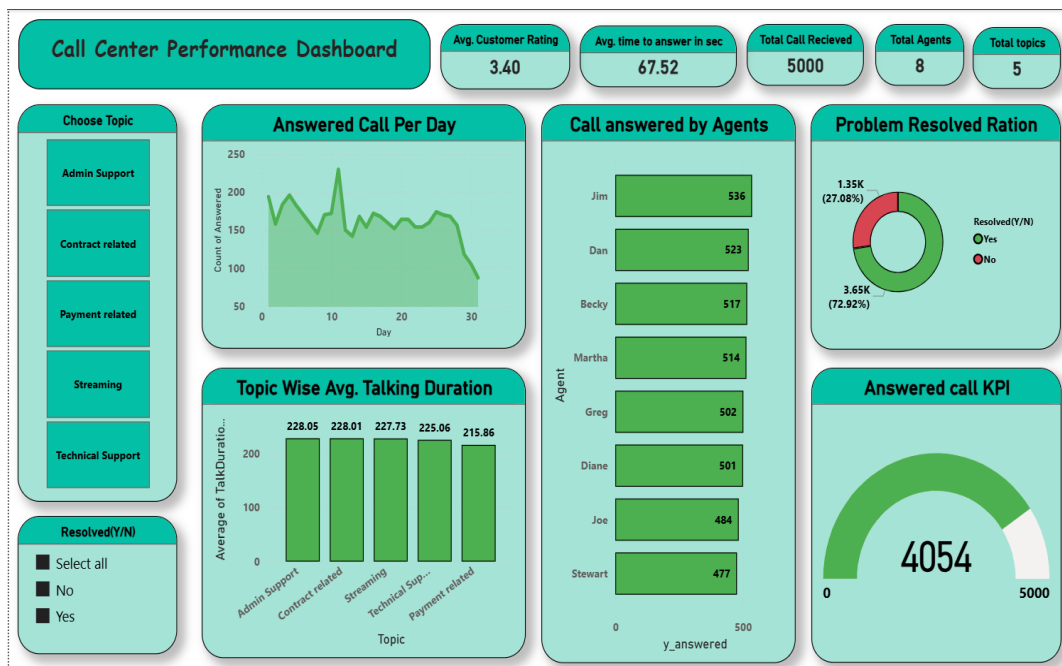 Call Center Performance Dashboard
Avg. Customer Rating
3.40
Avg. time to answer in sec
67.52
Total Call Recieved
5000
Total Agents
8
Total topics
5
Choose Topic
Admin Support
Contract related
Payment related
Streaming
Technical Support
Resolved(Y/N)
Select all
No
Yes
Answered Call Per Day
Count of Answered
250
200
150
100
50
0
10
20
30
Day
Topic Wise Avg. Talking Duration
Average of TalkDuratio...
200
100
0
228.05
228.01
227.73
225.06
215.86
Admin Support
Contract related
Streaming
Technical Sup...
Payment related
Topic
Call answered by Agents
Agent
Jim 536
Dan 523
Becky 517
Martha 514
Greg 502
Diane 501
Joe 484
Stewart 477
0
500
y_answered
Problem Resolved Ration
1.35K
(27.08%)
3.65K
(72.92%)
Resolved(Y/N)
Yes
No
Answered call KPI
4054
0
5000